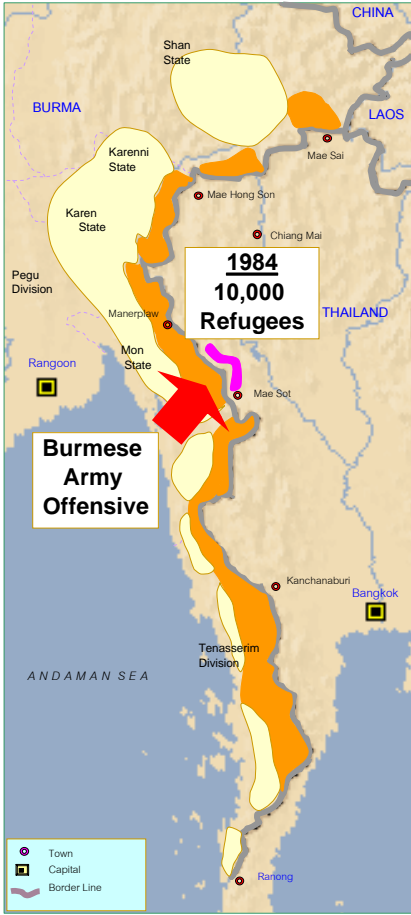 CHINA
Shan
State
BURMA
LAOS
Mae Sai
Karenni
State
Mae Hong Son
Karen
State
Chiang Mai
1984
10,000
Refugees
Pegu
Division
Manerplaw
THAILAND
Mon
State
Rangoon
Mae Sot
Burmese
Army
Offensive
Kanchanaburi
Bangkok
Tenasserim
Division
ANDAMAN SEA
Town
Capital
Border Line
Ranong